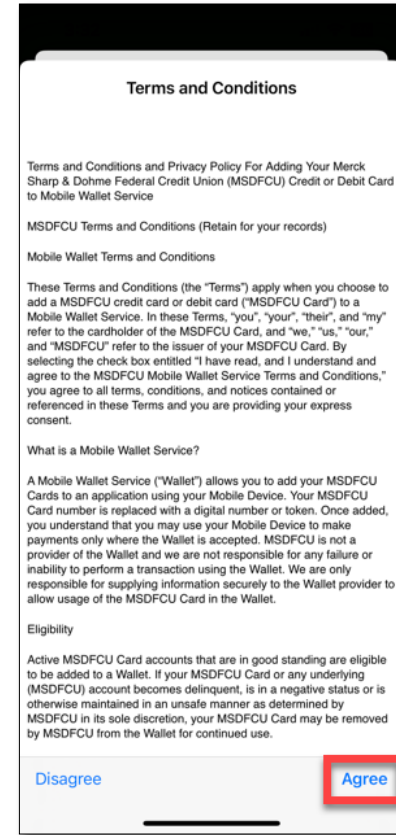 Terms and Conditions
Terms and Conditions and Privacy Policy For Adding Your Merck
Sharp & Dohme Federal Credit Union (MSDFCU) Credit or Debit Card
to Mobile Wallet Service
MSDFCU Terms and Conditions (Retain for your records)
Mobile Wallet Terms and Conditions
These Terms and Conditions (the “Terms”) apply when you choose to
add a MSDFCU credit card or debit card (“MSDFCU Card”) to a
Mobile Wallet Service. In these Terms, “you”, “your”, “their”, and “my”
refer to the cardholder of the MSDFCU Card, and “we,” “us,” “our,”
and “MSDFCU” refer to the issuer of your MSDFCU Card. By
selecting the check box entitled “I have read, and I understand and
agree to the MSDFCU Mobile Wallet Service Terms and Conditions,”
you agree to all terms, conditions, and notices contained or
referenced in these Terms and you are providing your express
consent.
What is a Mobile Wallet Service?
A Mobile Wallet Service (“Wallet”) allows you to add your MSDFCU
Cards to an application using your Mobile Device. Your MSDFCU
Card number is replaced with a digital number or token. Once added,
you understand that you may use your Mobile Device to make
payments only where the Wallet is accepted. MSDFCU is not a
provider of the Wallet and we are not responsible for any failure or
inability to perform a transaction using the Wallet. We are only
responsible for supplying information securely to the Wallet provider to
allow usage of the MSDFCU Card in the Wallet.
Eligibility
Active MSDFCU Card accounts that are in good standing are eligible
to be added to a Wallet. If your MSDFCU Card or any underlying
(MSDFCU) account becomes delinquent, is in a negative status or is
otherwise maintained in an unsafe manner as determined by
MSDFCU in its sole discretion, your MSDFCU Card may be removed
by MSDFCU from the Wallet for continued use.
Disagree
Agree